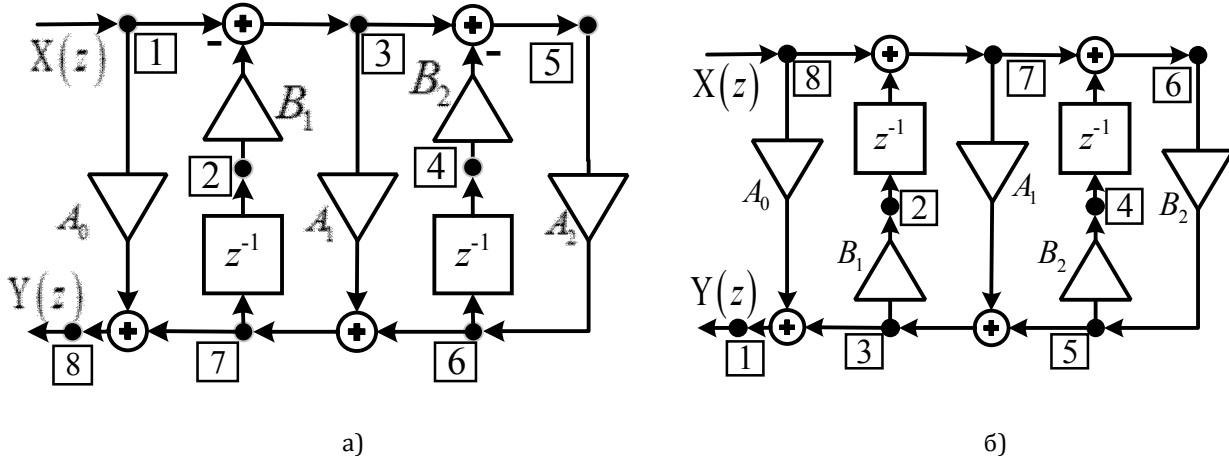 X(z)
1
-
B₁
3
B₂
-
5
2
4
A₀
z⁻¹
A₁
z⁻¹
A₂
Y(z)
8
7
6
а)
X(z)
8
7
6
z⁻¹
z⁻¹
A₀
2
A₁
4
B₂
B₁
B₂
Y(z)
1
3
5
б)